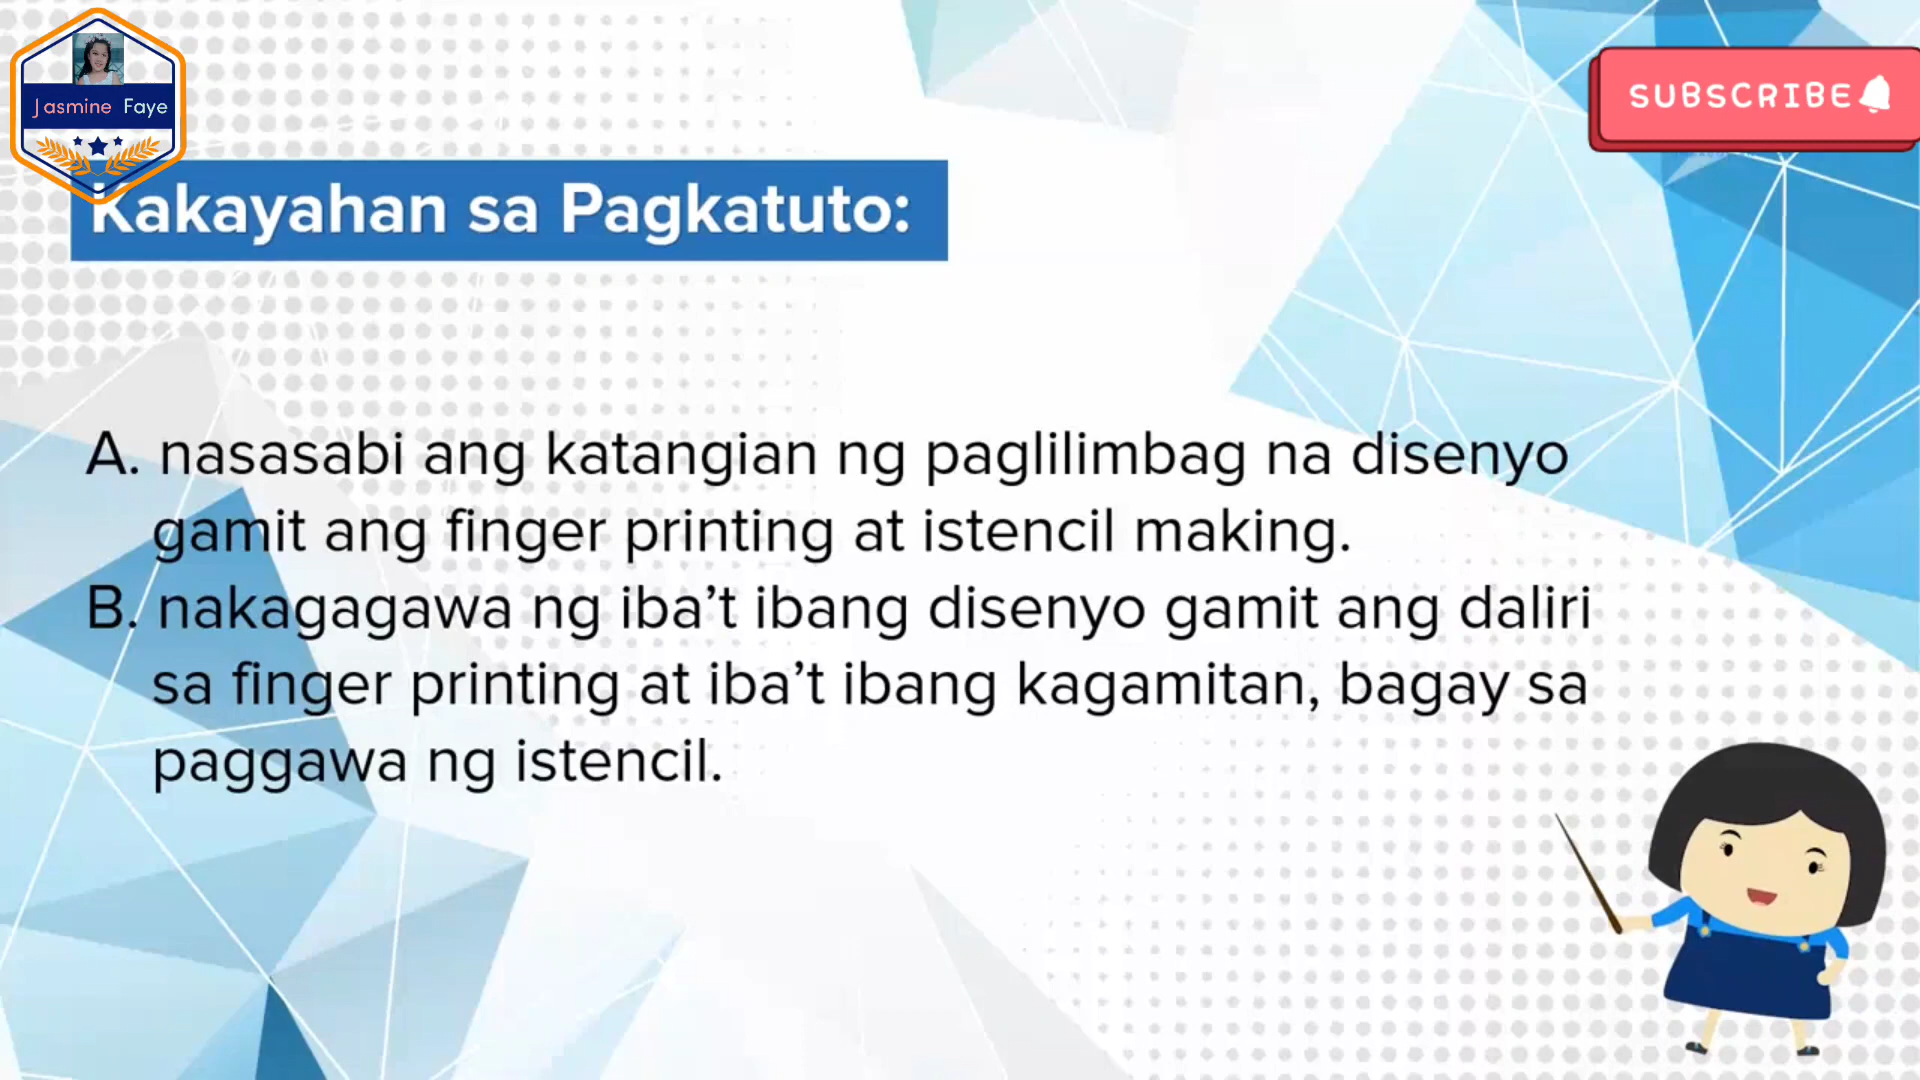 Jasmine Faye
SUBSCRIBE
Kakayahan sa Pagkatuto:
A. nasasabi ang katangian ng paglilimbag na disenyo
gamit ang finger printing at istencil making.
B. nakagagawa ng iba’t ibang disenyo gamit ang daliri
sa finger printing at iba’t ibang kagamitan, bagay sa
paggawa ng istencil.